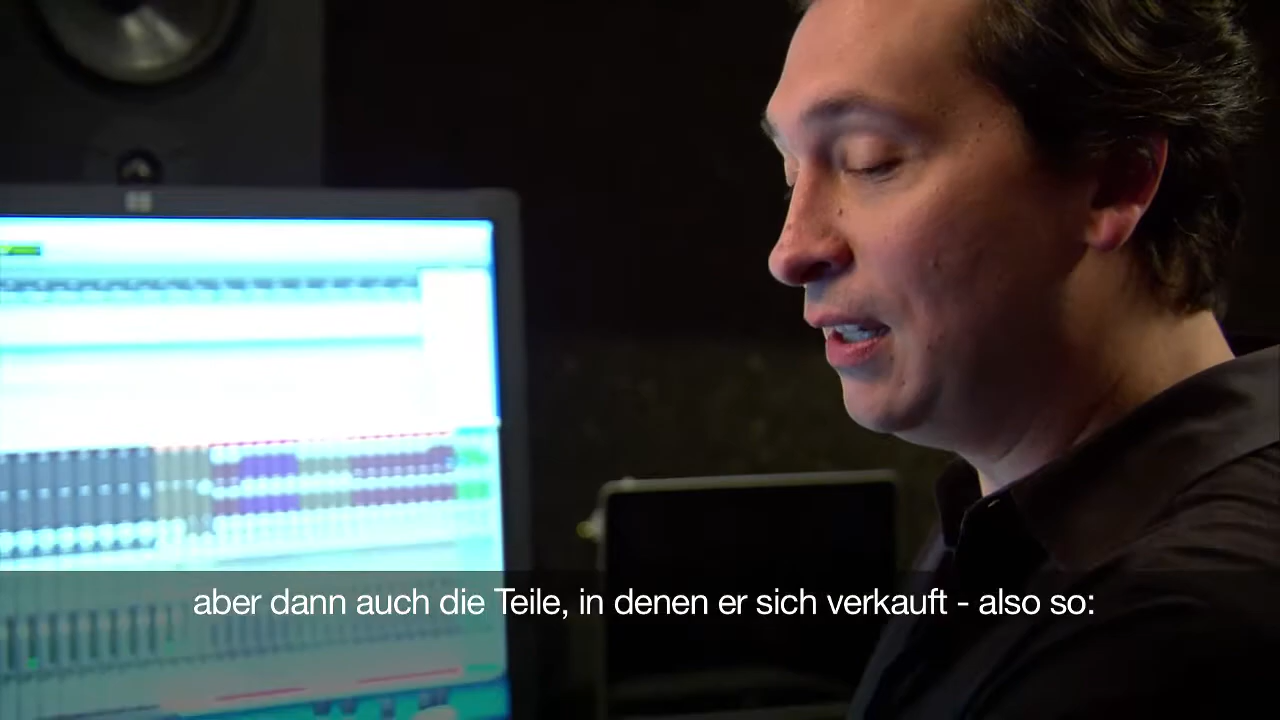 aber dann auch die Teile, in denen er sich verkauft - also so: